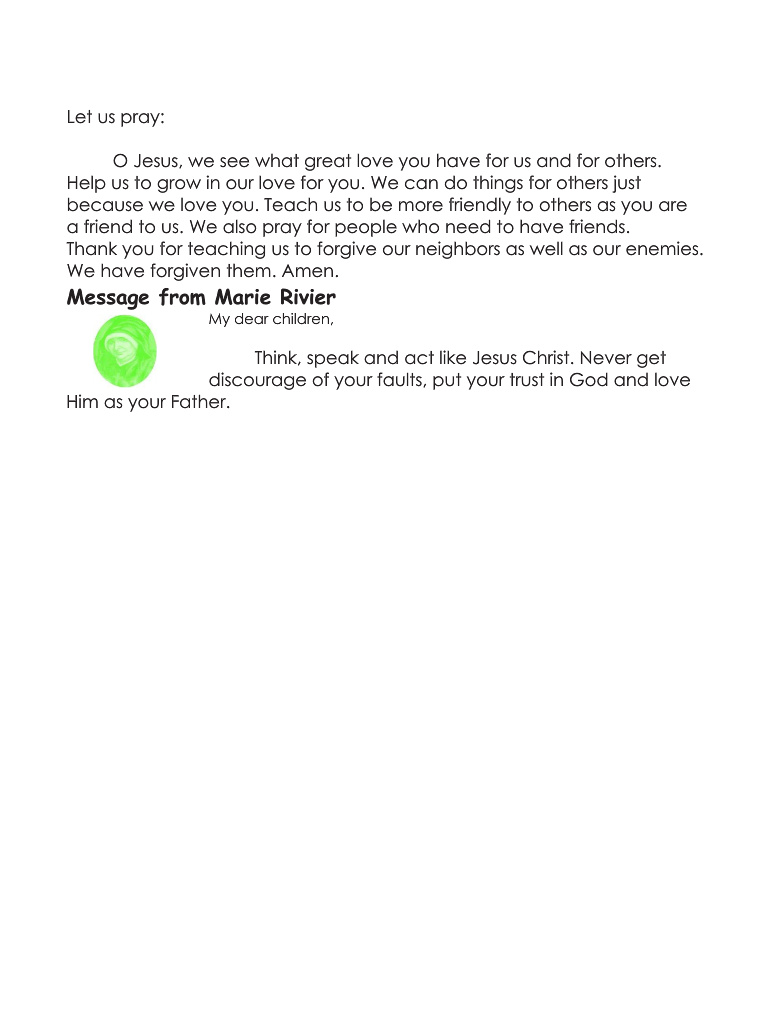 Let us pray:
O Jesus, we see what great love you have for us and for others.
Help us to grow in our love for you. We can do things for others just
because we love you. Teach us to be more friendly to others as you are
a friend to us. We also pray for people who need to have friends.
Thank you for teaching us to forgive our neighbors as well as our enemies.
We have forgiven them. Amen.
Message from Marie Rivier
My dear children,
Think, speak and act like Jesus Christ. Never get
discourage of your faults, put your trust in God and love
Him as your Father.